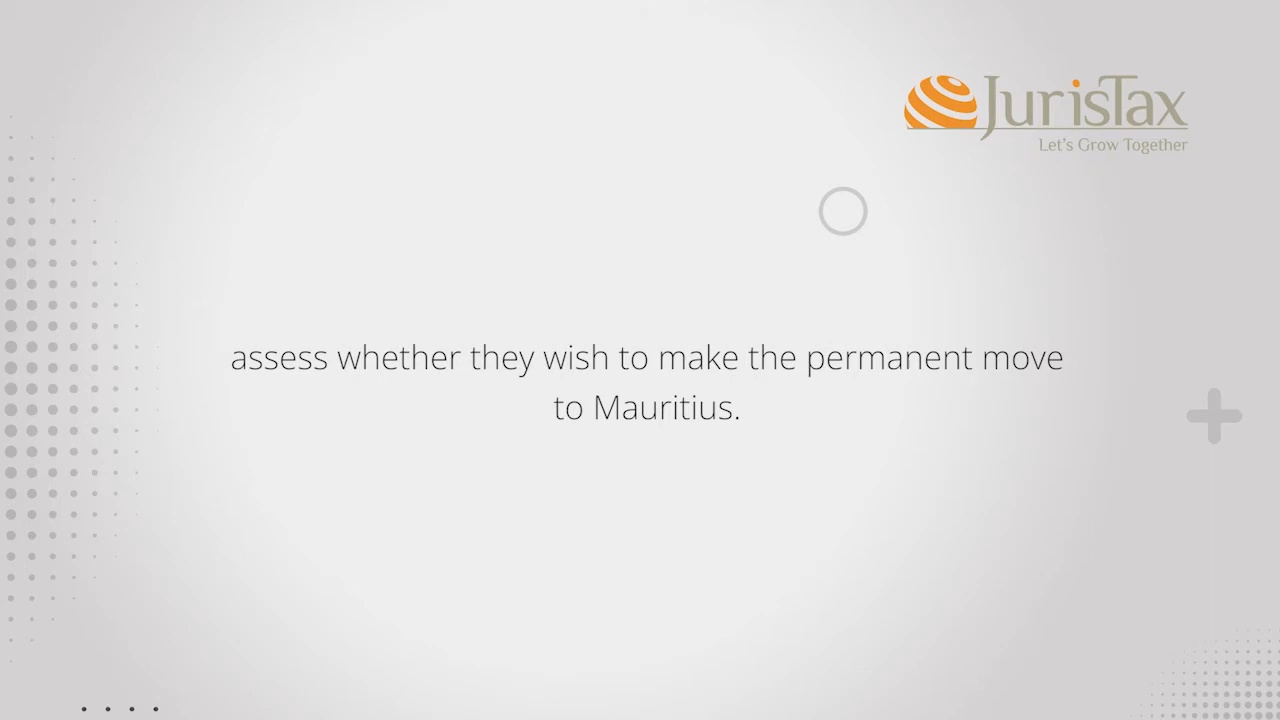 JurisTax
Let's Grow Together
assess whether they wish to make the permanent move
to Mauritius.